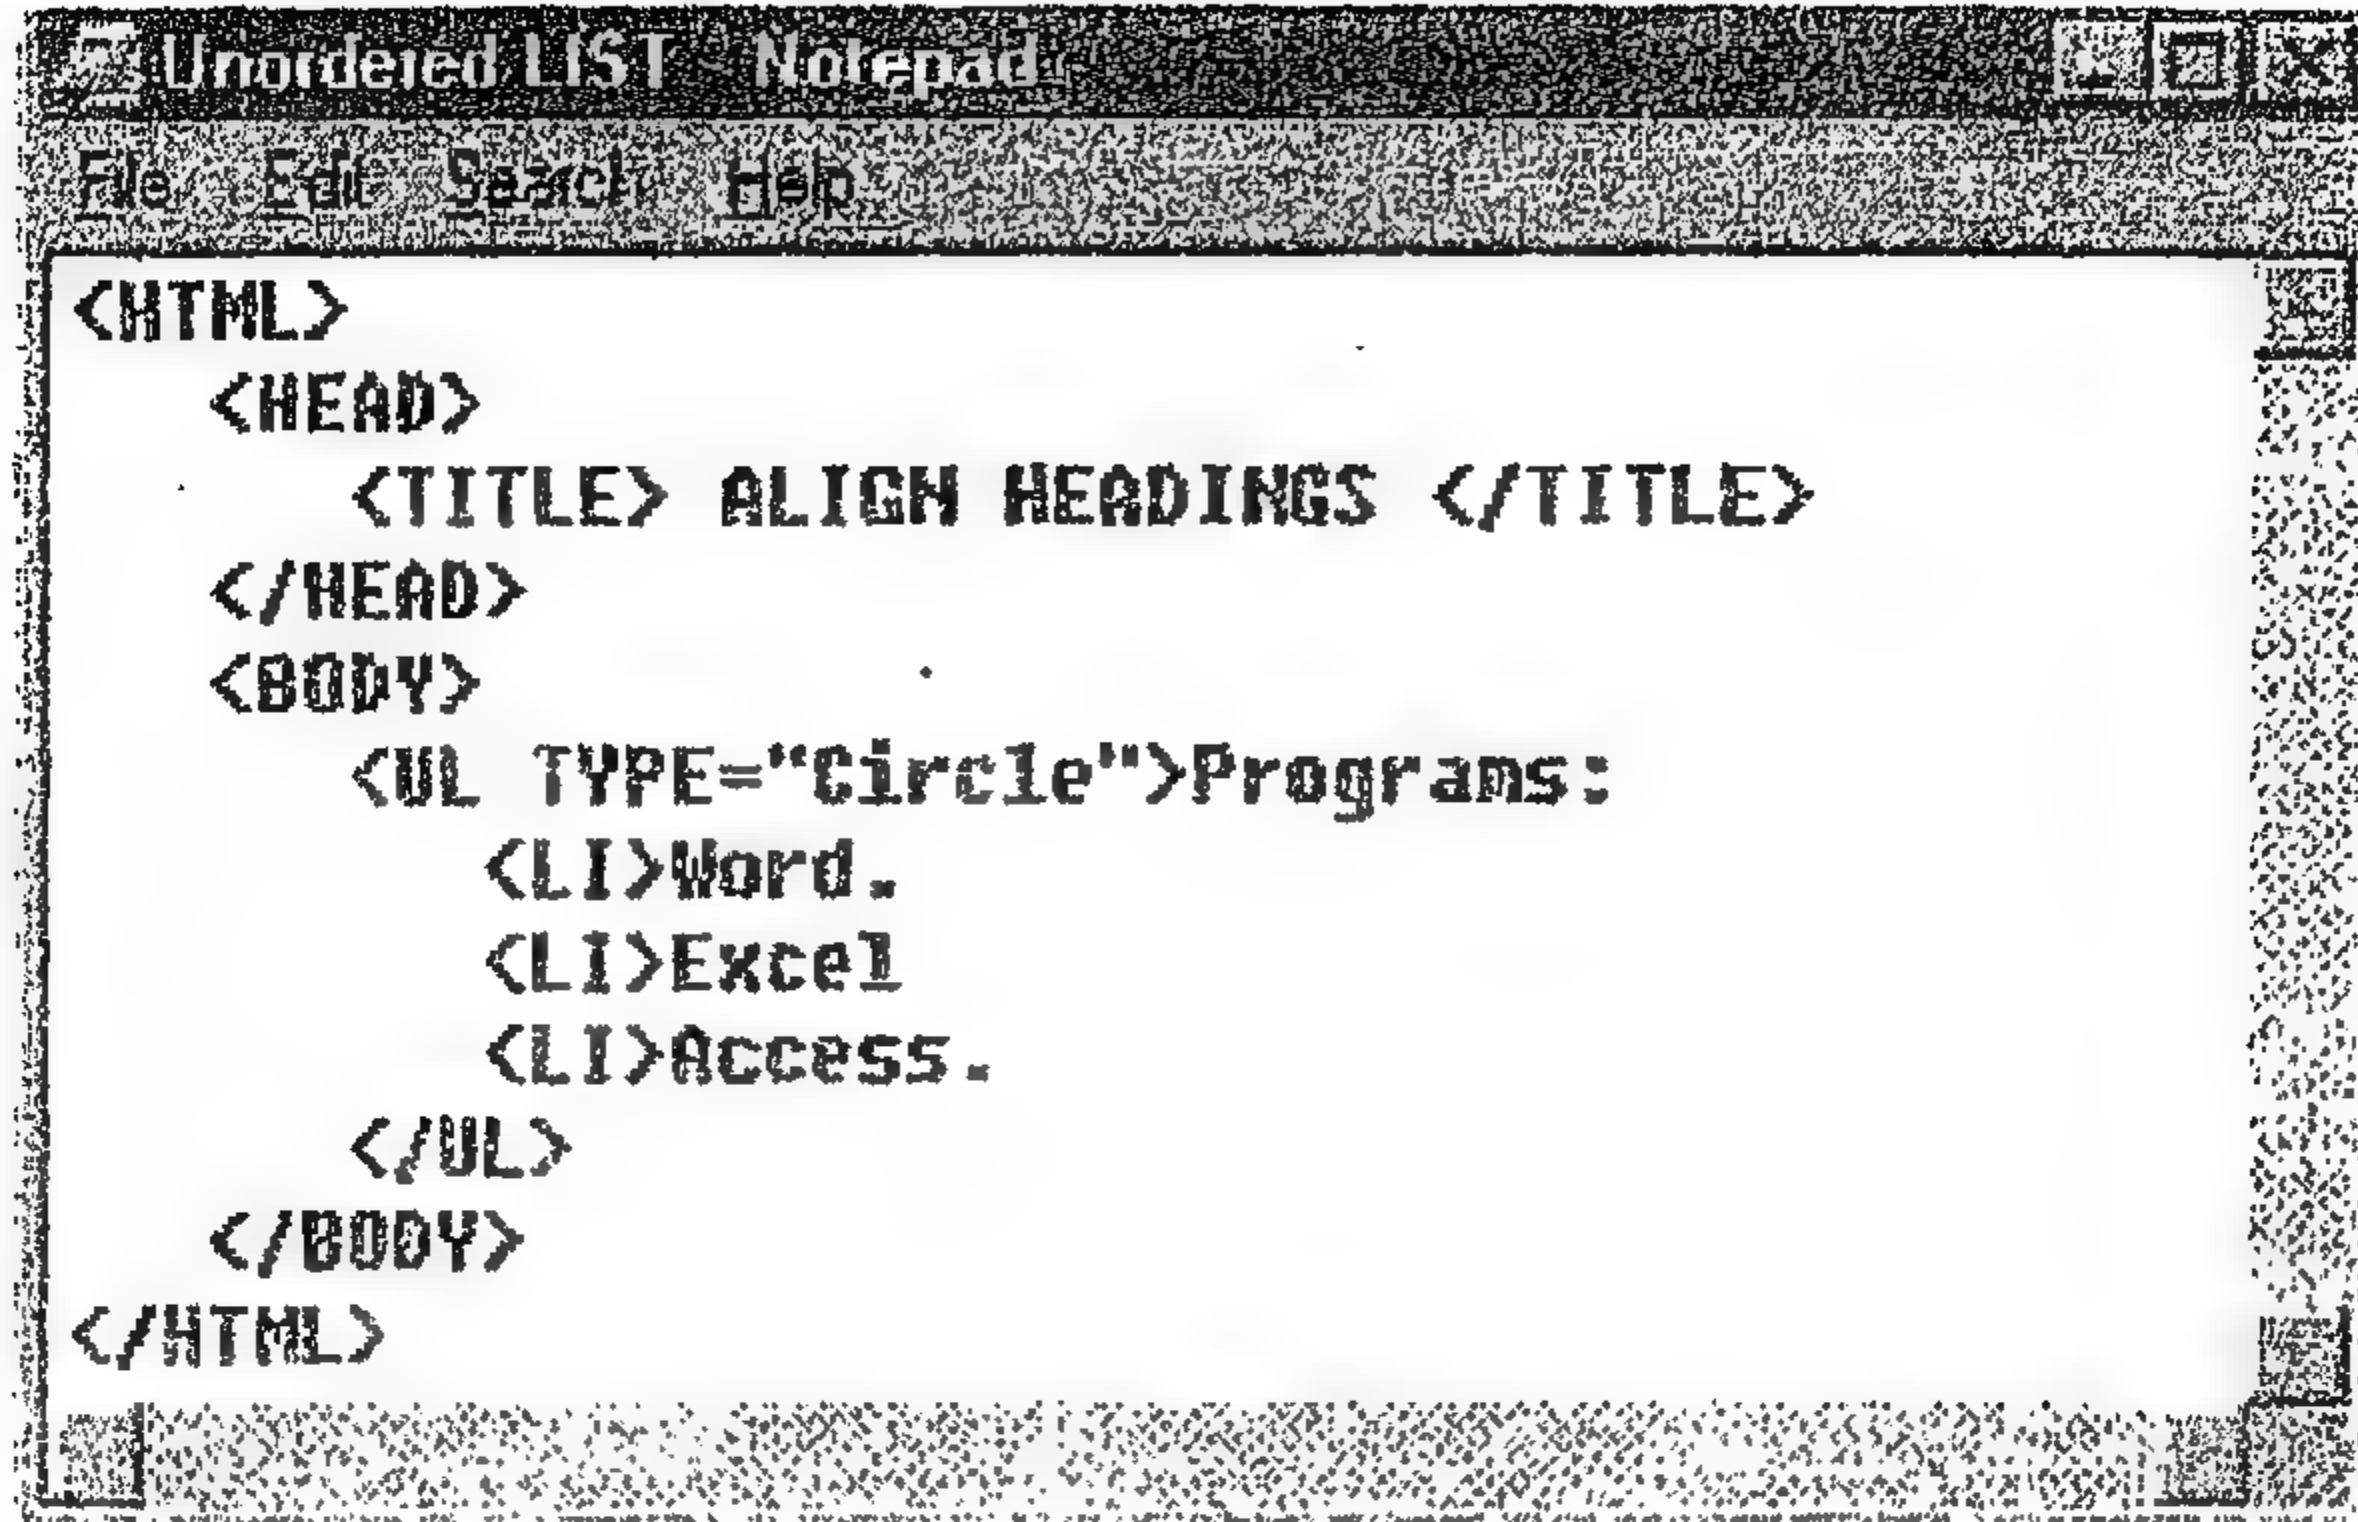 Unordered LIST - Notepad
File Edit Search Help
<HTML>
<HEAD>
<TITLE> ALIGN HEADINGS </TITLE>
</HEAD>
<BODY>
<UL TYPE="Circle">Programs:
<LI>Word.
<LI>Excel
<LI>Access.
</UL>
</BODY>
</HTML>